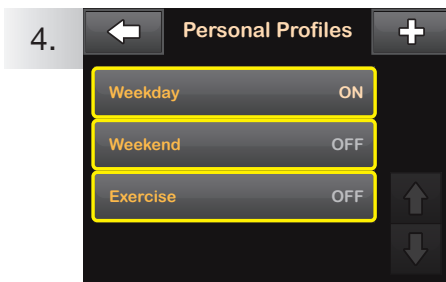 4.
Personal Profiles
Weekday ON
Weekend OFF
Exercise OFF